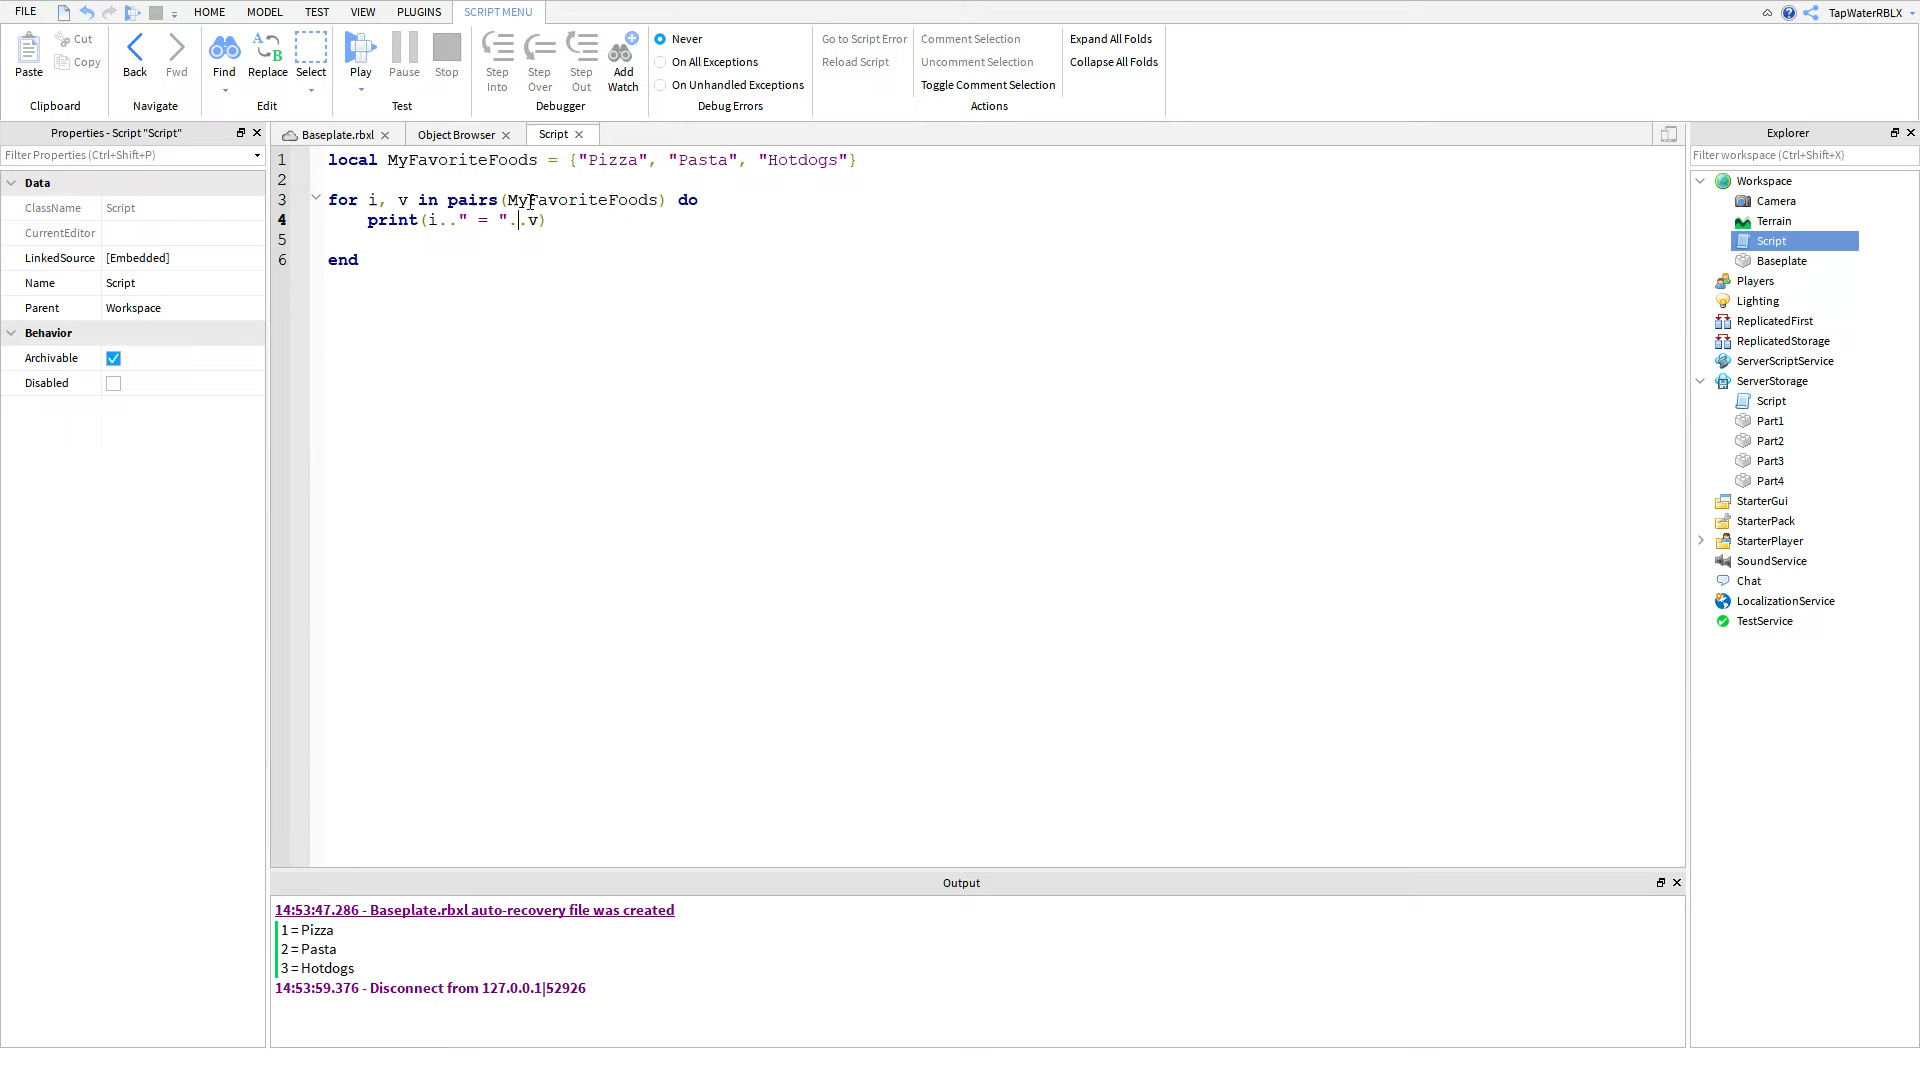 FILE HOME MODEL TEST VIEW PLUGINS SCRIPT MENU TapWaterRBLX
Paste Cut Copy
Clipboard
Back Fwd
Navigate
Find Replace Select
Edit
Play Pause Stop
Test
Step Into Step Over Step Out Add Watch
Debugger
Never
On All Exceptions
On Unhandled Exceptions
Debug Errors
Go to Script Error
Reload Script
Comment Selection
Uncomment Selection
Toggle Comment Selection
Actions
Expand All Folds
Collapse All Folds
Properties - Script "Script"
Filter Properties (Ctrl+Shift+P)
Data
ClassName Script
CurrentEditor
LinkedSource [Embedded]
Name Script
Parent Workspace
Behavior
Archivable
Disabled
Baseplate.rbxl Object Browser Script
1 local MyFavoriteFoods = {"Pizza", "Pasta", "Hotdogs"}
2
3 for i, v in pairs(MyFavoriteFoods) do
4 print(i.." = "..v)
5
6 end
Output
14:53:47.286 - Baseplate.rbxl auto-recovery file was created
1 = Pizza
2 = Pasta
3 = Hotdogs
14:53:59.376 - Disconnect from 127.0.0.1|52926
Explorer
Filter workspace (Ctrl+Shift+X)
Workspace
Camera
Terrain
Script
Baseplate
Players
Lighting
ReplicatedFirst
ReplicatedStorage
ServerScriptService
ServerStorage
Script
Part1
Part2
Part3
Part4
StarterGui
StarterPack
StarterPlayer
SoundService
Chat
LocalizationService
TestService